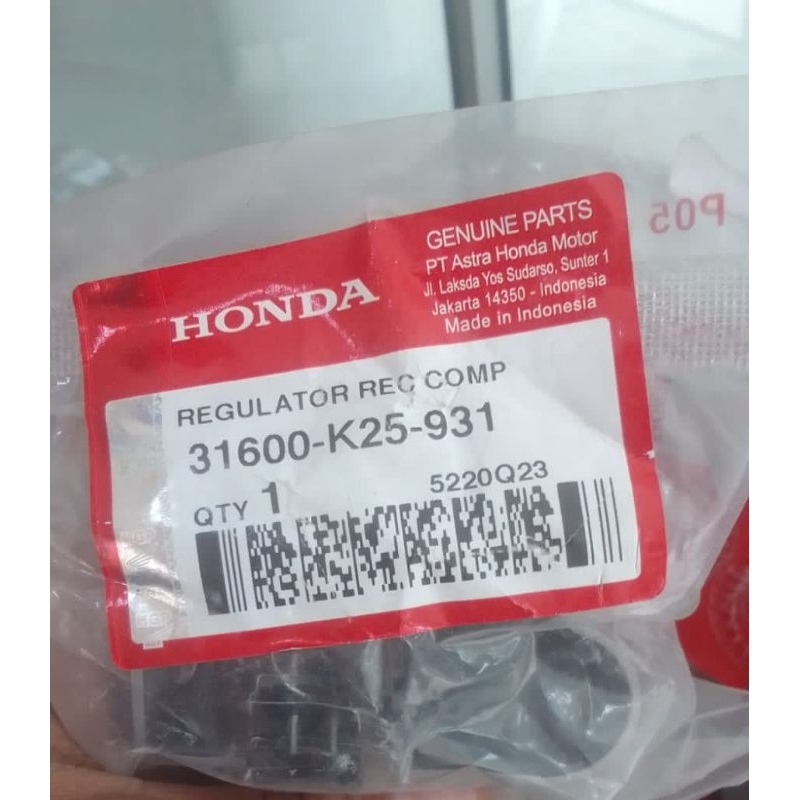 HONDA
GENUINE PARTS
PT Astra Honda Motor
Jl. Laksda Yos Sudarso, Sunter 1
Jakarta 14350 - Indonesia
Made in Indonesia
REGULATOR REC COMP
31600-K25-931
QTY 1
5220Q23
P05